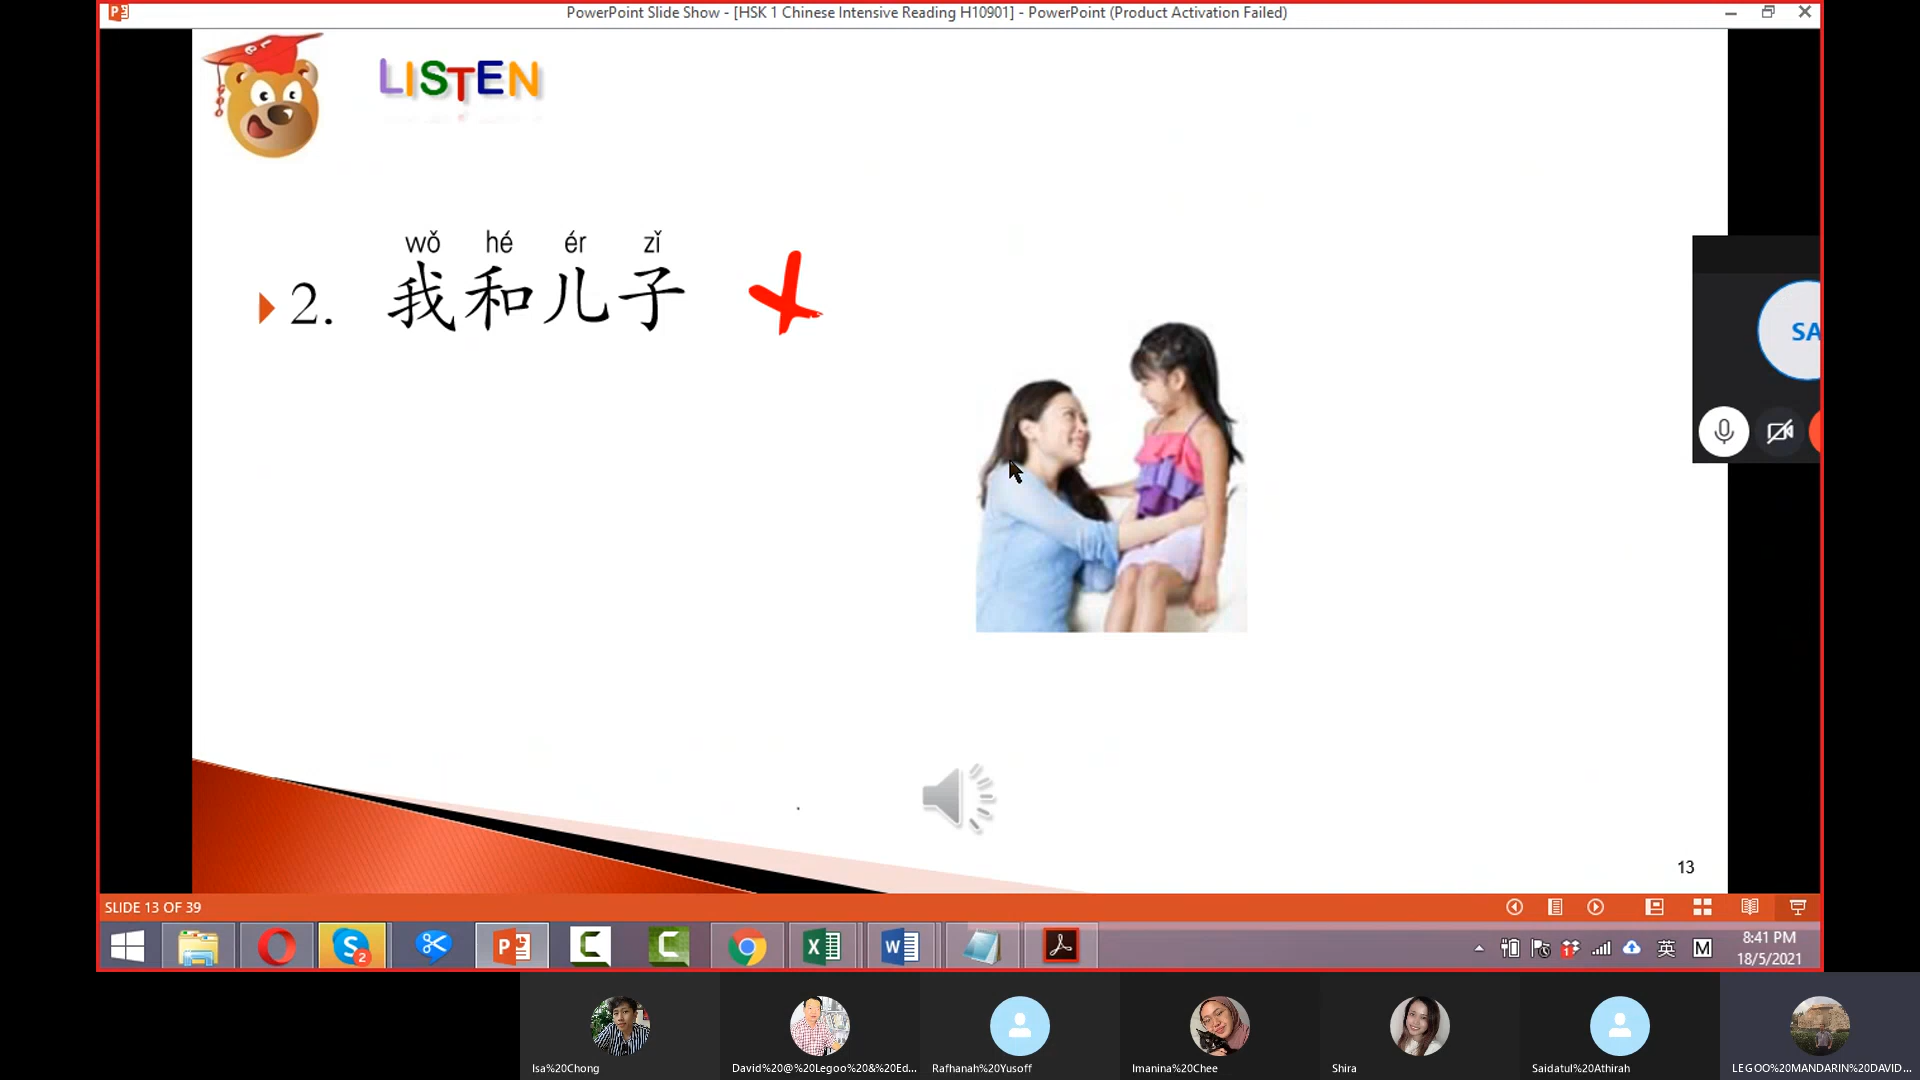 PowerPoint Slide Show - [HSK 1 Chinese Intensive Reading H10901] - PowerPoint (Product Activation Failed)
LISTEN
wǒ hé ér zǐ
2. 我和儿子
SA
13
SLIDE 13 OF 39
2
英 M
8:41 PM
18/5/2021
Isa%20Chong
David%20@%20Legoo%20&%20Ed...
Rafhanah%20Yusoff
Imanina%20Chee
Shira
Saidatul%20Athirah
LEGOO%20MANDARIN%20DAVID...